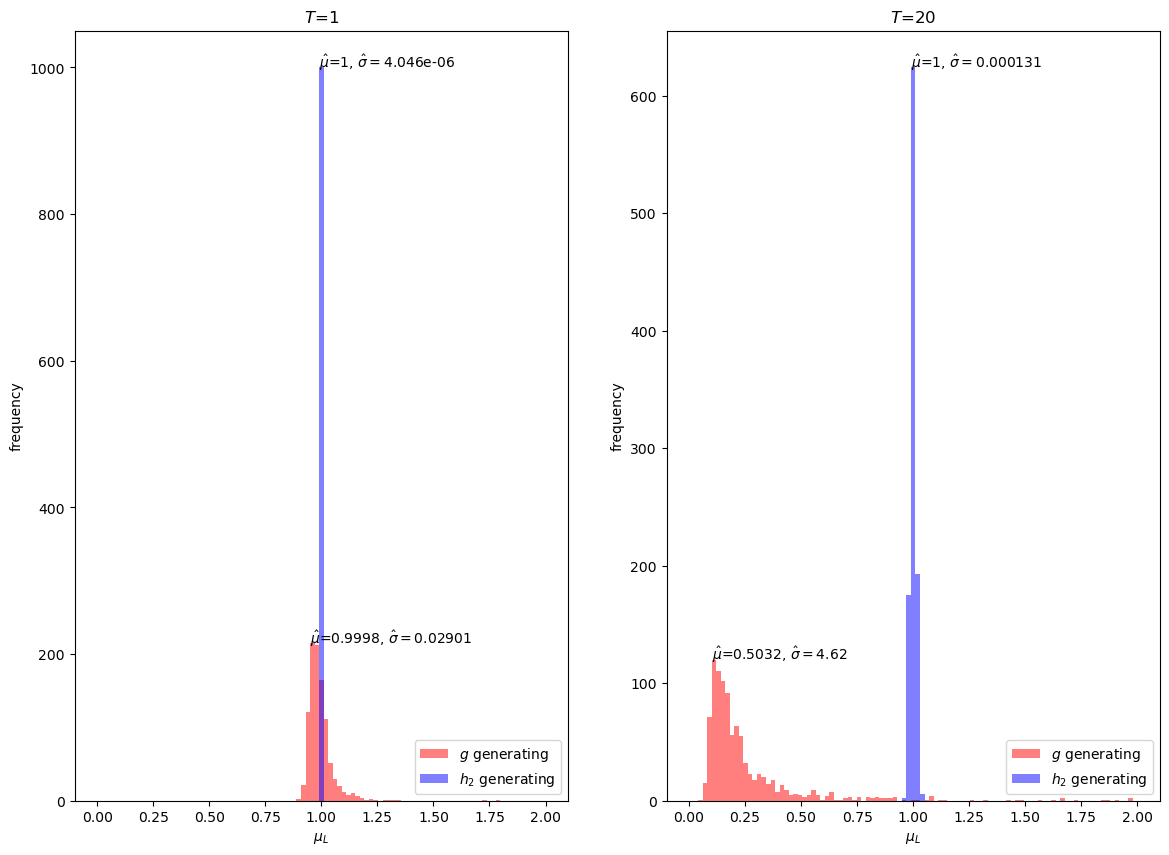 T=1
μ̂=1, σ̂ = 4.046e-06
1000
800
600
400
200
0
frequency
μ̂=0.9998, σ̂ = 0.02901
g generating
h₂ generating
0.00 0.25 0.50 0.75 1.00 1.25 1.50 1.75 2.00
μ_L
T=20
μ̂=1, σ̂ = 0.000131
600
500
400
300
200
100
0
frequency
μ̂=0.5032, σ̂ = 4.62
g generating
h₂ generating
0.00 0.25 0.50 0.75 1.00 1.25 1.50 1.75 2.00
μ_L